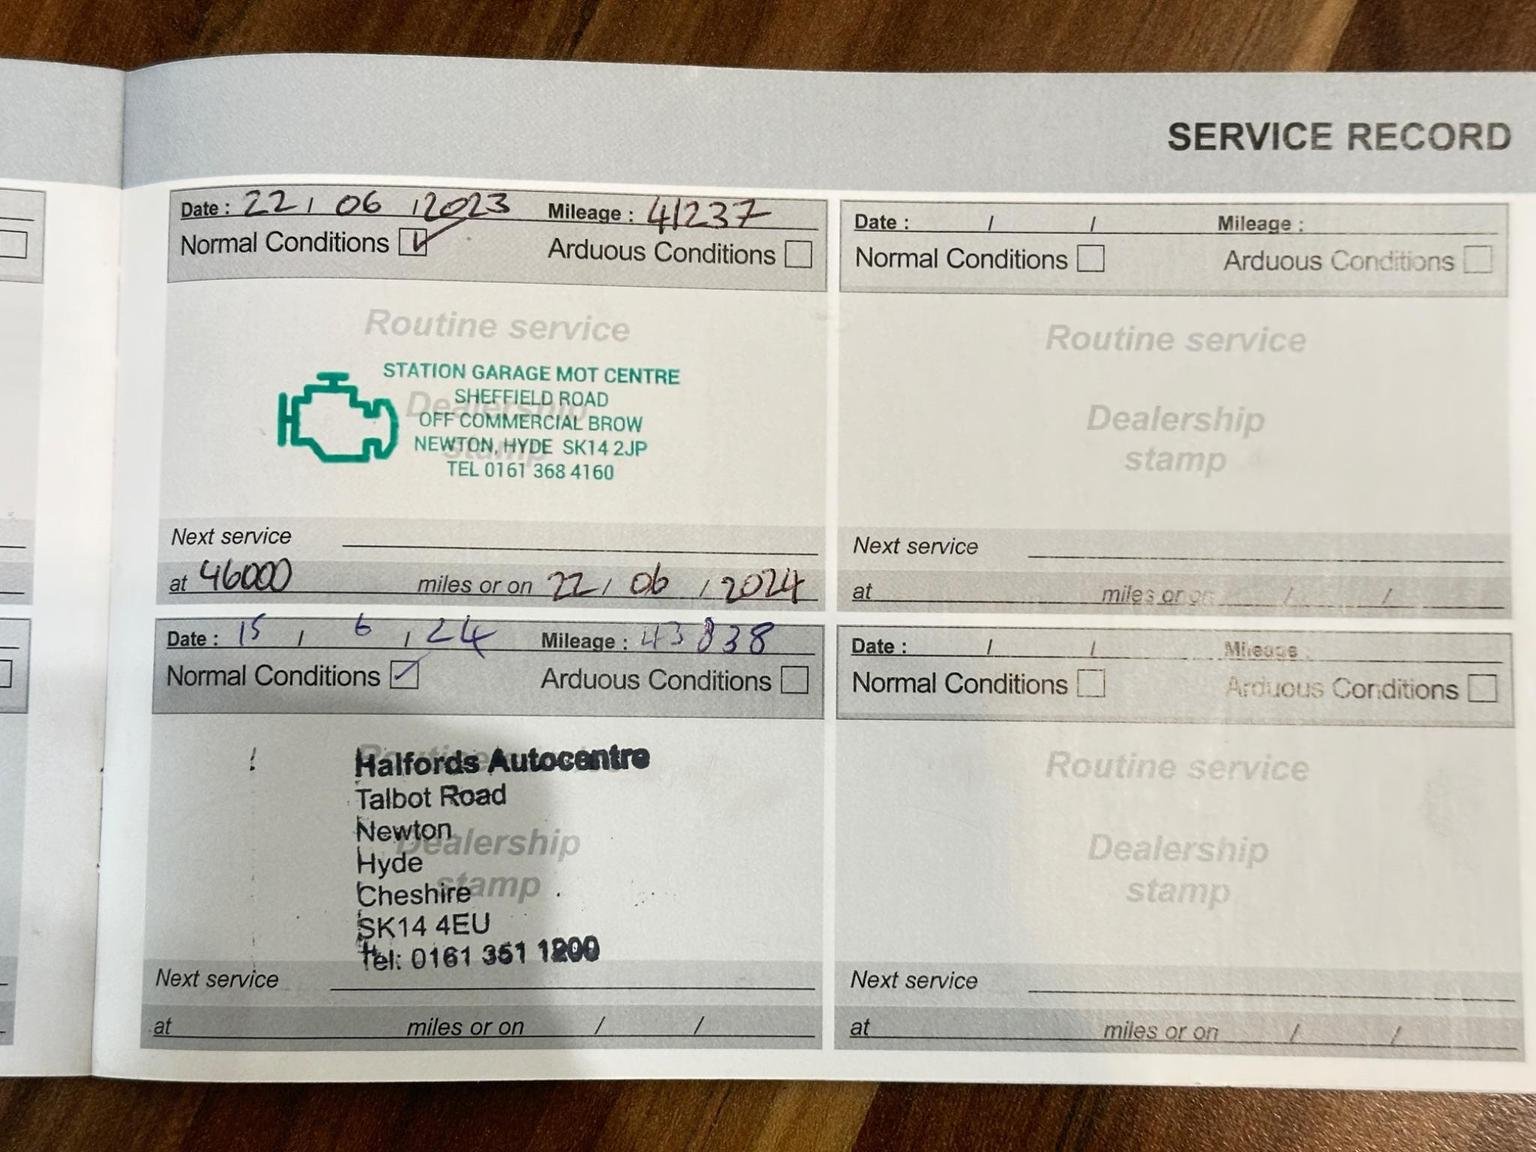 SERVICE RECORD
Date : 22 / 06 / 2023 Mileage : 41237
Normal Conditions Arduous Conditions
Routine service
Dealership
stamp
STATION GARAGE MOT CENTRE
SHEFFIELD ROAD
OFF COMMERCIAL BROW
NEWTON, HYDE SK14 2JP
TEL 0161 368 4160
Next service
at 46000 miles or on 22 / 06 / 2024
Date : / / Mileage :
Normal Conditions Arduous Conditions
Routine service
Dealership
stamp
Next service
at miles or on / /
Date : 15 / 6 / 24 Mileage : 43838
Normal Conditions Arduous Conditions
Routine
Dealership
stamp
Halfords Autocentre
Talbot Road
Newton
Hyde
Cheshire
SK14 4EU
Tel: 0161 351 1200
Next service
at miles or on / /
Date : / / Mileage :
Normal Conditions Arduous Conditions
Routine service
Dealership
stamp
Next service
at miles or on / /